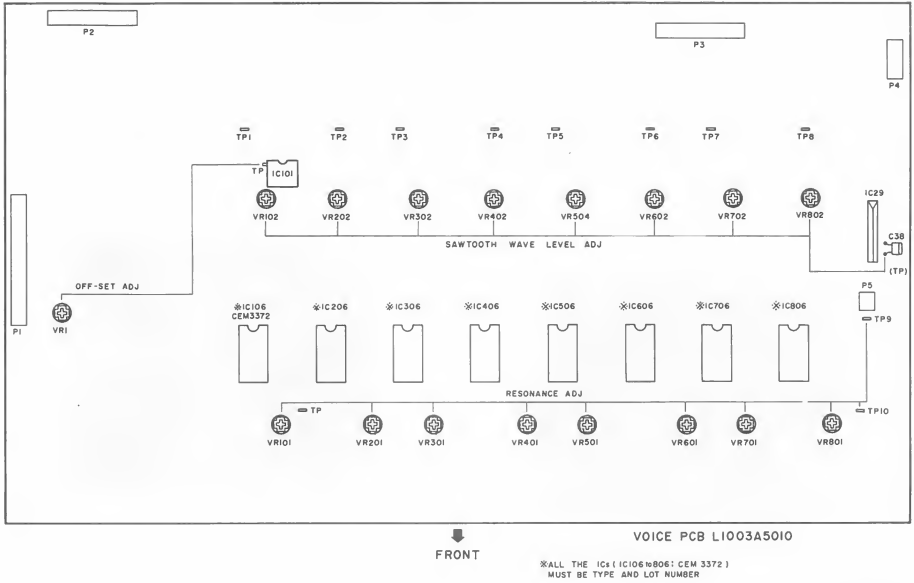 P2
P3
P4
TP1 TP2 TP3 TP4 TP5 TP6 TP7 TP8
TP IC101
IC29
VR102 VR202 VR302 VR402 VR504 VR602 VR702 VR802
C38
SAWTOOTH WAVE LEVEL ADJ
(TP)
OFF-SET ADJ
P5
※IC106 ※IC206 ※IC306 ※IC406 ※IC506 ※IC606 ※IC706 ※IC806
CEM3372
TP9
P1 VR1
RESONANCE ADJ
TP TP10
VR101 VR201 VR301 VR401 VR501 VR601 VR701 VR801
VOICE PCB L1003A5010
FRONT
※ALL THE ICs (IC106 to 806: CEM 3372)
MUST BE TYPE AND LOT NUMBER